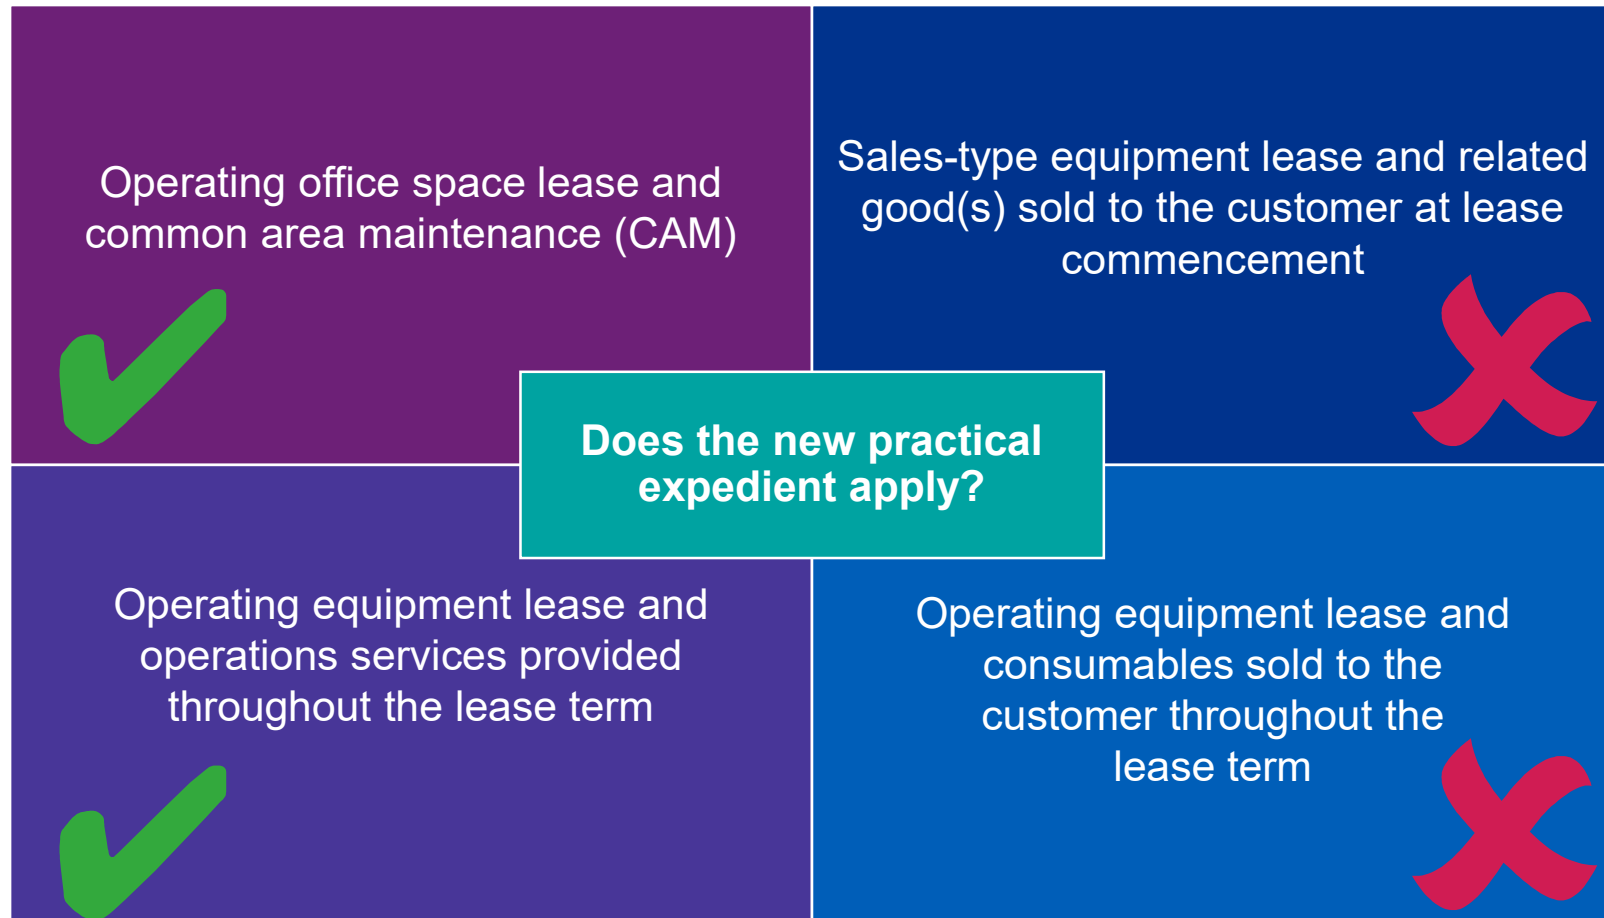 Operating office space lease and
common area maintenance (CAM)
Sales-type equipment lease and related
good(s) sold to the customer at lease
commencement
Does the new practical
expedient apply?
Operating equipment lease and
operations services provided
throughout the lease term
Operating equipment lease and
consumables sold to the
customer throughout the
lease term